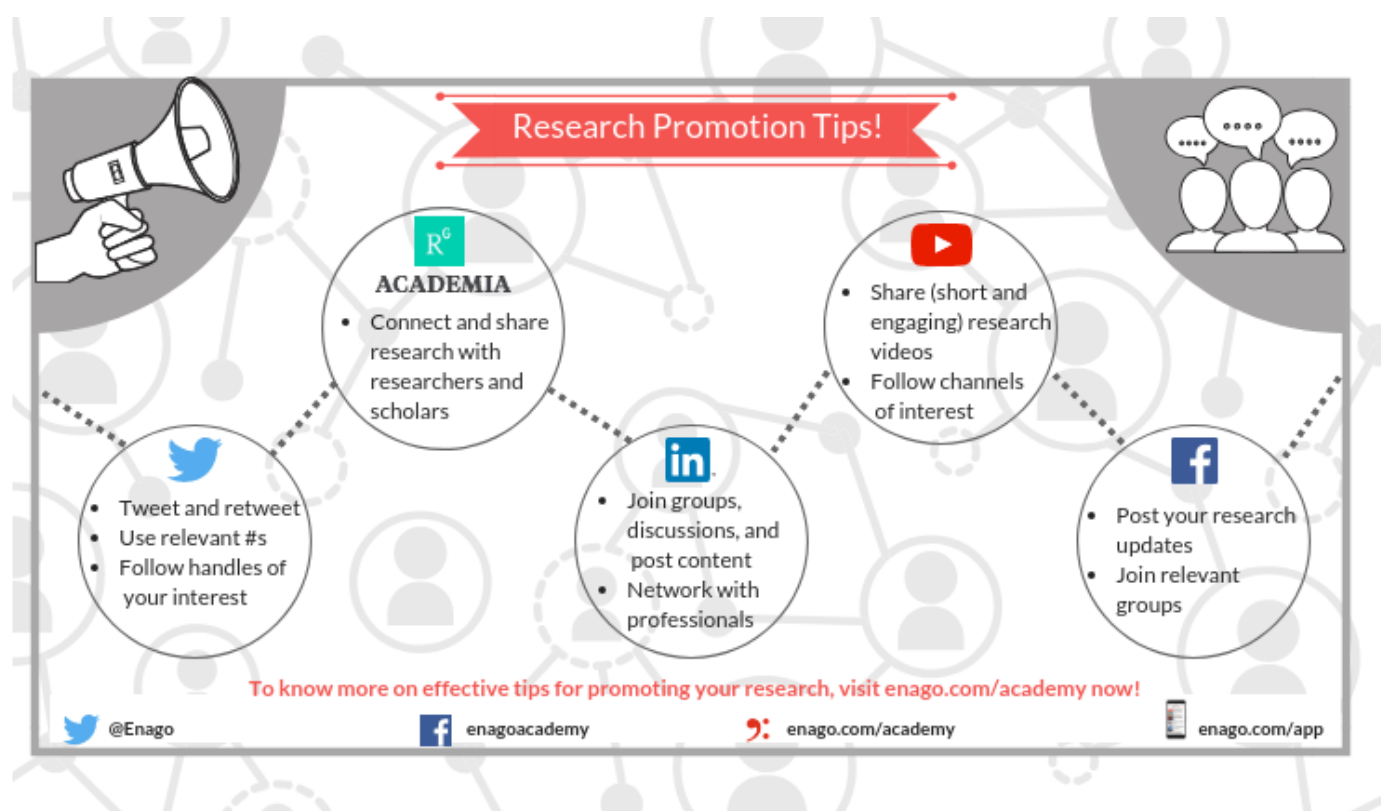 Research Promotion Tips!
RG
ACADEMIA
• Connect and share
research with
researchers and
scholars
• Share (short and
engaging) research
videos
• Follow channels
of interest
• Tweet and retweet
• Use relevant #s
• Follow handles of
your interest
in
• Join groups,
discussions, and
post content
• Network with
professionals
f
• Post your research
updates
• Join relevant
groups
To know more on effective tips for promoting your research, visit enago.com/academy now!
@Enago
f enagoacademy
enago.com/academy
enago.com/app